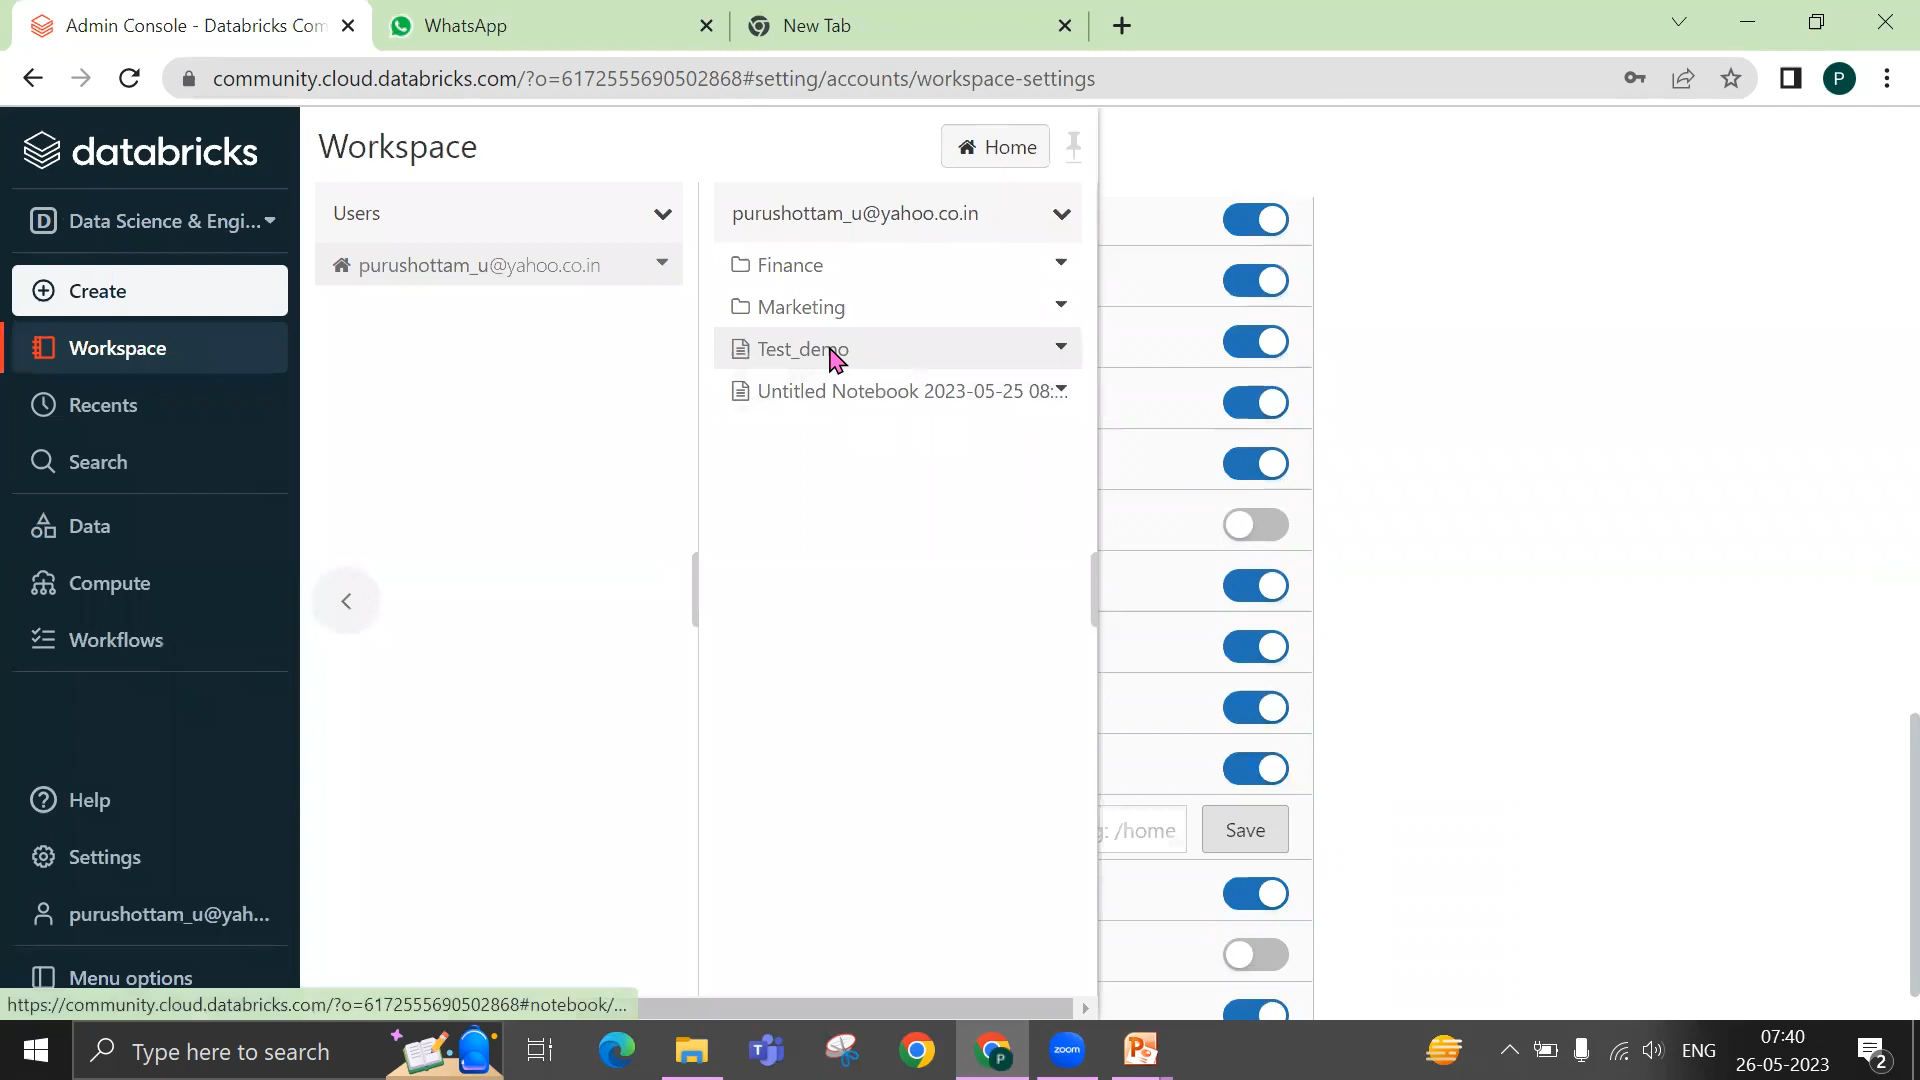 Admin Console - Databricks Com
WhatsApp
New Tab
community.cloud.databricks.com/?o=6172555690502868#setting/accounts/workspace-settings
P
databricks
D Data Science & Engi...
Create
Workspace
Recents
Search
Data
Compute
Workflows
Help
Settings
purushottam_u@yah...
Menu options
Workspace
Home
Users
purushottam_u@yahoo.co.in
purushottam_u@yahoo.co.in
Finance
Marketing
Test_demo
Untitled Notebook 2023-05-25 08:...
g: /home
Save
https://community.cloud.databricks.com/?o=6172555690502868#notebook/...
Type here to search
zoom
P
ENG
07:40
26-05-2023
2